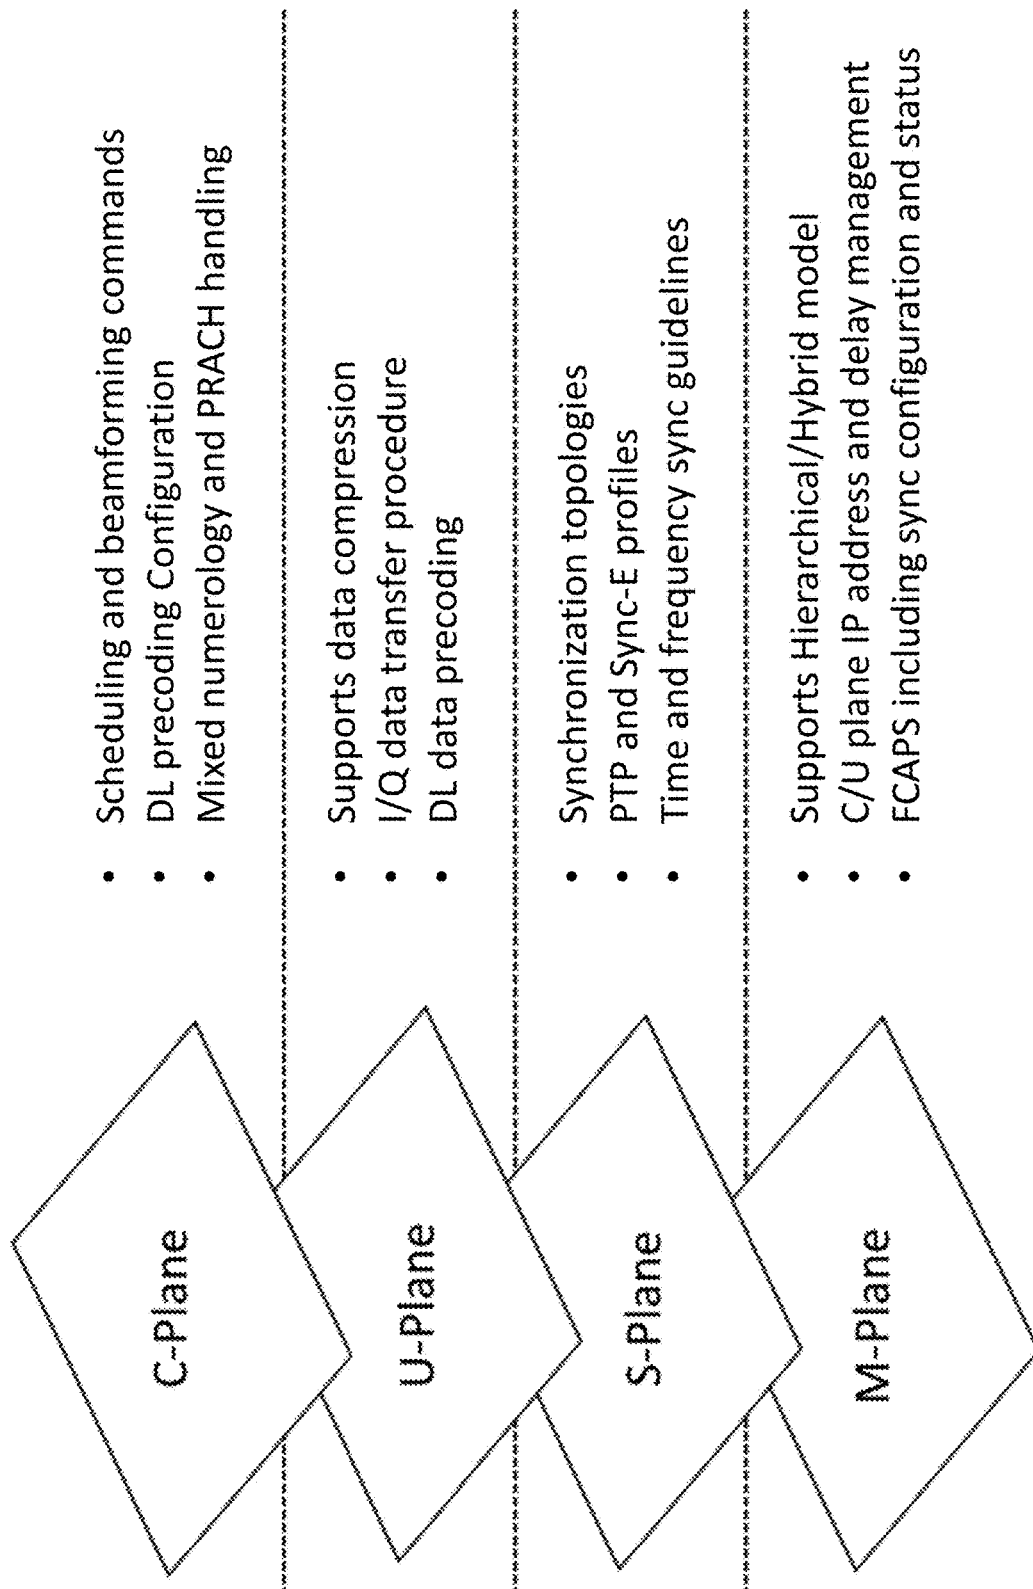 C-Plane
• Scheduling and beamforming commands
• DL precoding Configuration
• Mixed numerology and PRACH handling
U-Plane
• Supports data compression
• I/Q data transfer procedure
• DL data precoding
S-Plane
• Synchronization topologies
• PTP and Sync-E profiles
• Time and frequency sync guidelines
M-Plane
• Supports Hierarchical/Hybrid model
• C/U plane IP address and delay management
• FCAPS including sync configuration and status